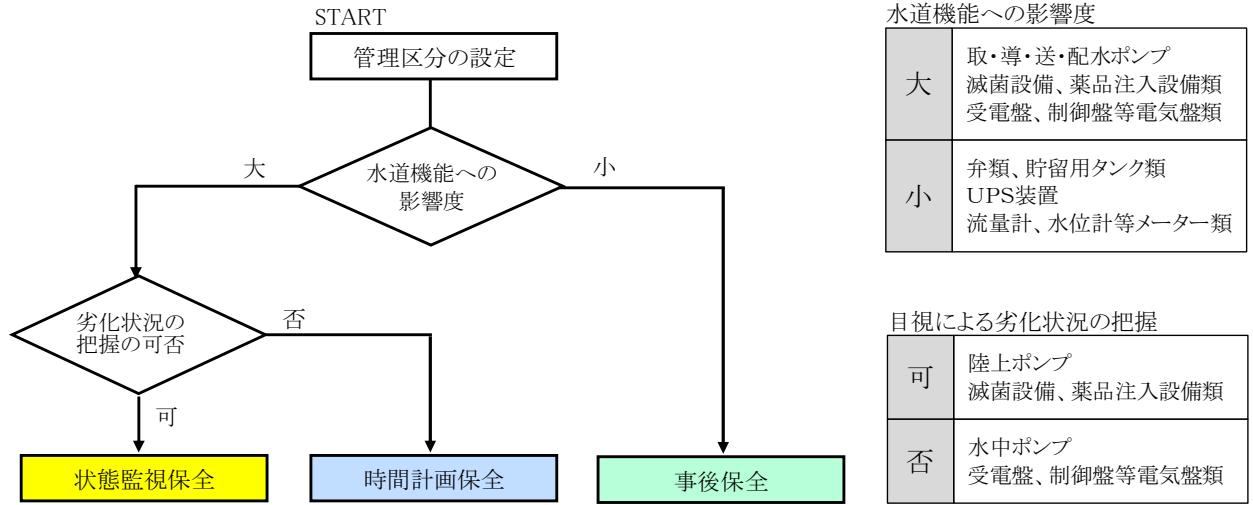 START
管理区分の設定
水道機能への
影響度
大
小
劣化状況の
把握の可否
否
可
状態監視保全
時間計画保全
事後保全
水道機能への影響度
大
取・導・送・配水ポンプ
滅菌設備、薬品注入設備類
受電盤、制御盤等電気盤類
小
弁類、貯留用タンク類
UPS装置
流量計、水位計等メーター類
目視による劣化状況の把握
可
陸上ポンプ
滅菌設備、薬品注入設備類
否
水中ポンプ
受電盤、制御盤等電気盤類